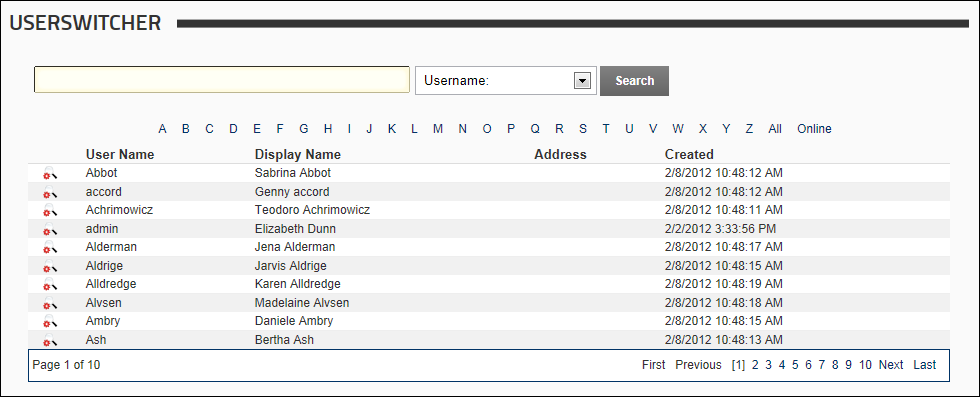 USERSWITCHER
Username: Search
A B C D E F G H I J K L M N O P Q R S T U V W X Y Z All Online
User Name Display Name Address Created
Abbot Sabrina Abbot 2/8/2012 10:48:12 AM
accord Genny accord 2/8/2012 10:48:12 AM
Achrimowicz Teodoro Achrimowicz 2/8/2012 10:48:11 AM
admin Elizabeth Dunn 2/2/2012 3:33:56 PM
Alderman Jena Alderman 2/8/2012 10:48:17 AM
Aldrige Jarvis Aldrige 2/8/2012 10:48:15 AM
Alldredge Karen Alldredge 2/8/2012 10:48:19 AM
Alvsen Madelaine Alvsen 2/8/2012 10:48:18 AM
Ambry Daniele Ambry 2/8/2012 10:48:15 AM
Ash Bertha Ash 2/8/2012 10:48:13 AM
Page 1 of 10 First Previous [1] 2 3 4 5 6 7 8 9 10 Next Last